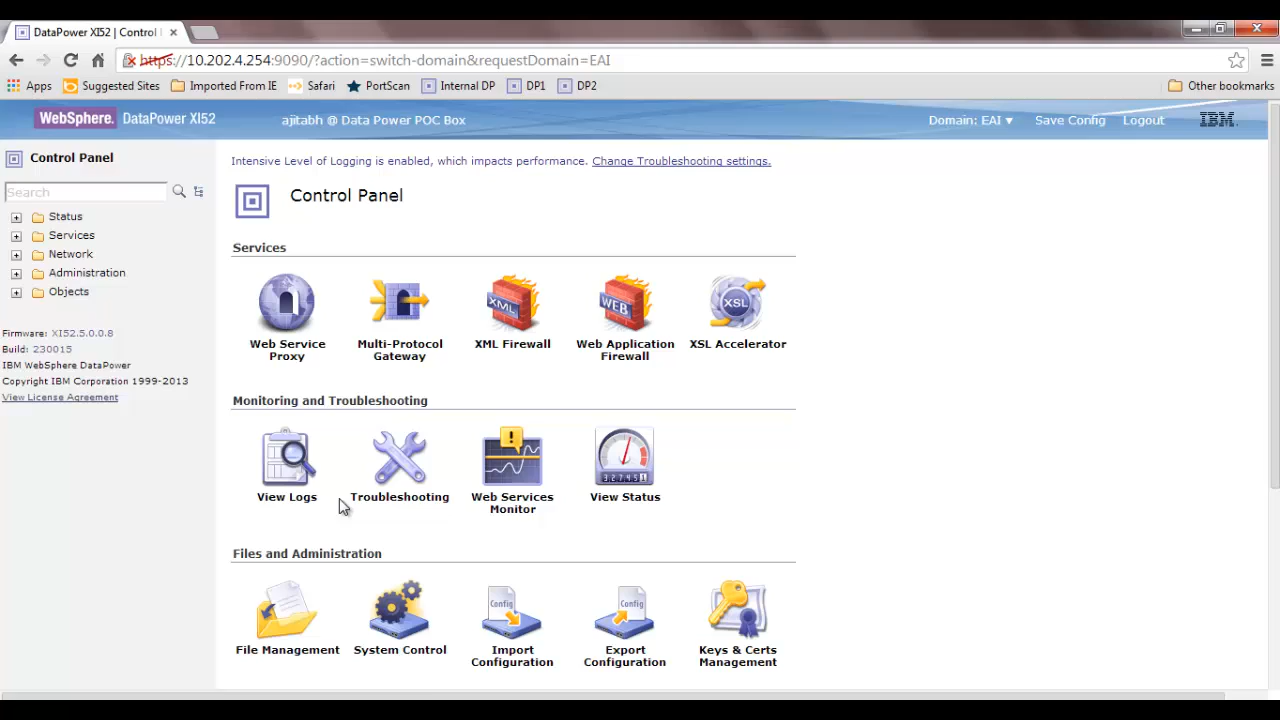 DataPower XI52 | Control
https://10.202.4.254:9090/?action=switch-domain&requestDomain=EAI
Apps Suggested Sites Imported From IE Safari PortScan Internal DP DP1 DP2 Other bookmarks
WebSphere. DataPower XI52 ajitabh @ Data Power POC Box Domain: EAI Save Config Logout IBM.
Control Panel
Search
Status
Services
Network
Administration
Objects
Firmware: XI52.5.0.0.8
Build: 230015
IBM WebSphere DataPower
Copyright IBM Corporation 1999-2013
View License Agreement
Intensive Level of Logging is enabled, which impacts performance. Change Troubleshooting settings.
Control Panel
Services
XML WEB XSL
Web Service Multi-Protocol XML Firewall Web Application XSL Accelerator
Proxy Gateway Firewall
Monitoring and Troubleshooting
View Logs Troubleshooting Web Services View Status
Monitor
Files and Administration
Config Config
File Management System Control Import Export Keys & Certs
Configuration Configuration Management